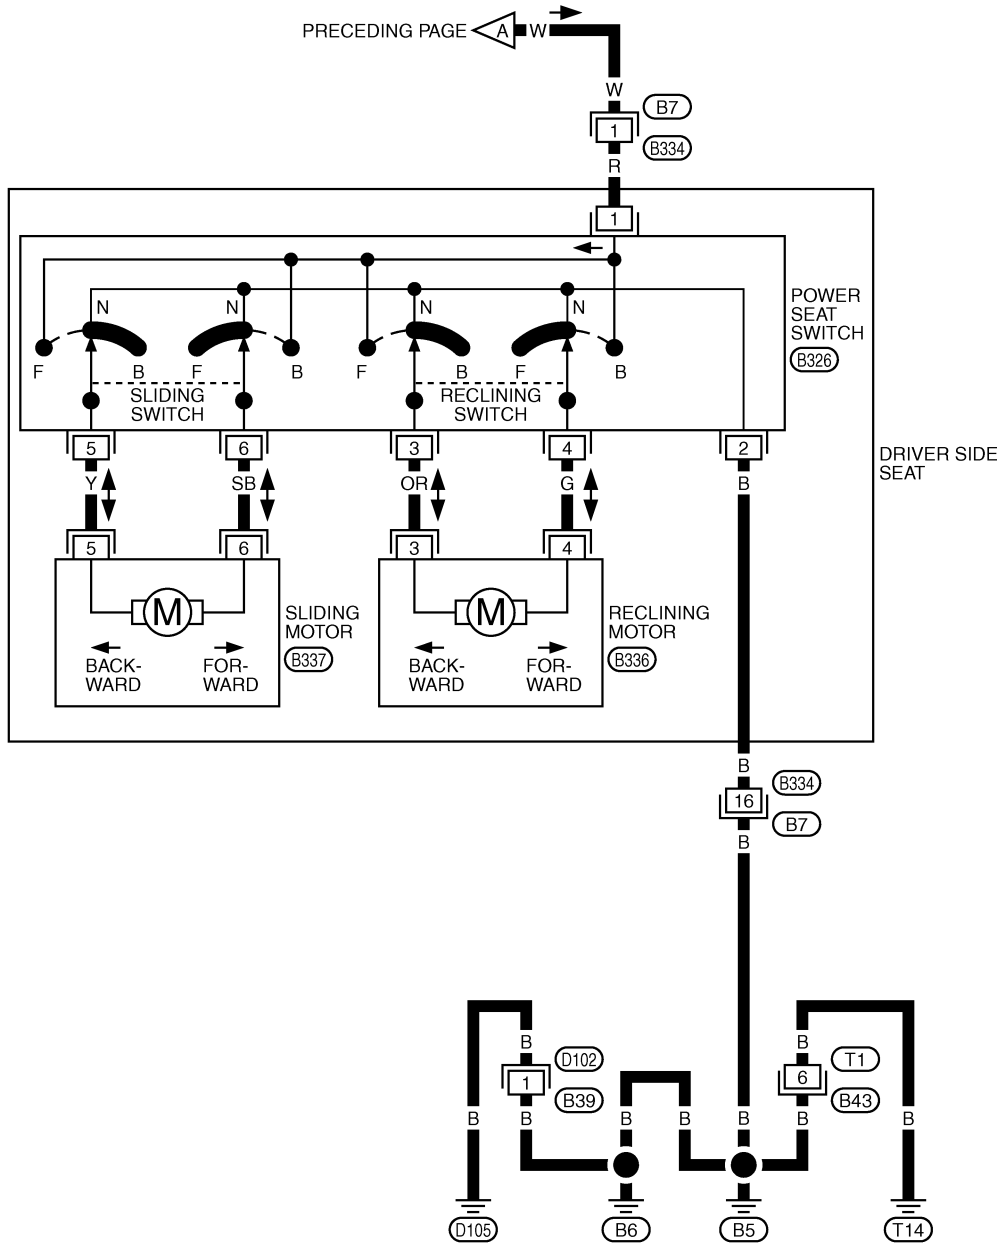 PRECEDING PAGE A W
W
1
B7
B334
R
1
N N N N
F B F B F B F B
SLIDING
SWITCH
RECLINING
SWITCH
POWER
SEAT
SWITCH
B326
5 6 3 4 2
DRIVER SIDE
SEAT
Y SB OR G B
5 6 3 4
M M
SLIDING
MOTOR
B337
RECLINING
MOTOR
B336
BACK-
WARD
FOR-
WARD
BACK-
WARD
FOR-
WARD
B
16
B334
B7
B
B B
1
D102
B39
6
T1
B43
B B B B B B B
D105 B6 B5 T14